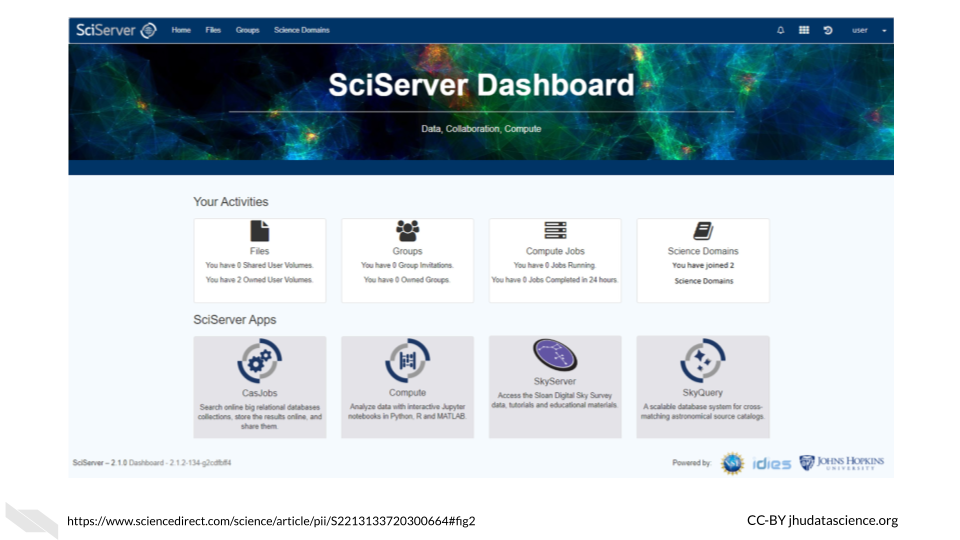 SciServer
Home Files Groups Science Domains
user
SciServer Dashboard
Data, Collaboration, Compute
Your Activities
Files
You have 0 Shared User Volumes.
You have 2 Owned User Volumes.
Groups
You have 0 Group Invitations.
You have 0 Owned Groups.
Compute Jobs
You have 0 Jobs Running.
You have 0 Jobs Completed in 24 hours.
Science Domains
You have joined 2
Science Domains
SciServer Apps
CasJobs
Search online big relational databases
collections, store the results online, and
share them.
Compute
Analyze data with interactive Jupyter
notebooks in Python, R and MATLAB.
SkyServer
Access the Sloan Digital Sky Survey
data, tutorials and educational materials.
SkyQuery
A scalable database system for cross-
matching astronomical source catalogs.
SciServer – 2.1.0 Dashboard - 2.1.2-134-g2cdfbff4
Powered by:
NSF
idies
JOHNS HOPKINS
UNIVERSITY
https://www.sciencedirect.com/science/article/pii/S2213133720300664#fig2
CC-BY jhudatascience.org